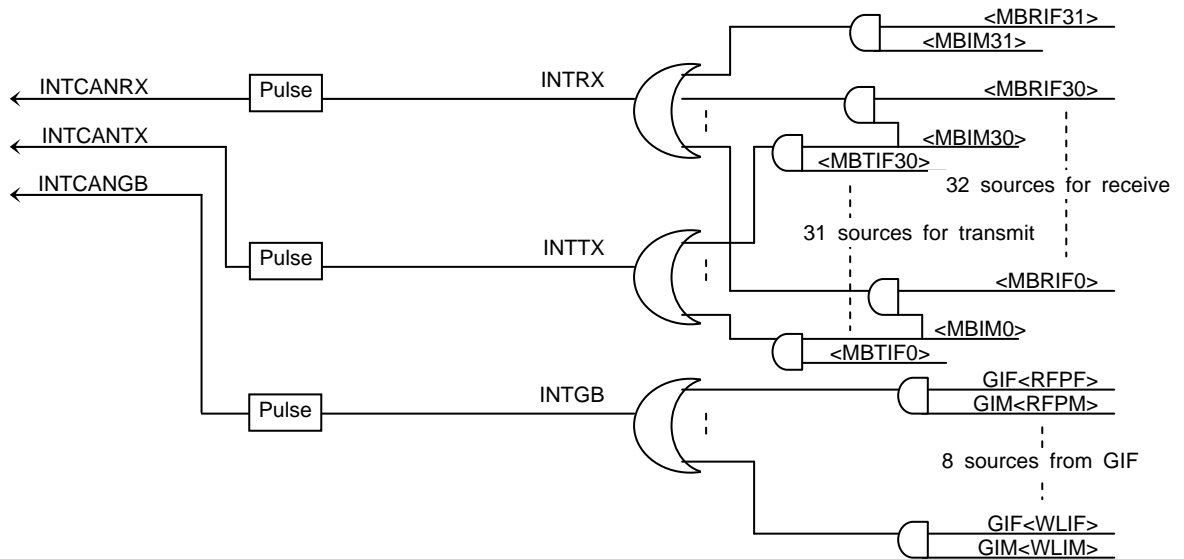 <MBRIF31>
<MBIM31>
INTCANRX
Pulse
INTRX
<MBRIF30>
INTCANTX
<MBIM30>
<MBTIF30>
INTCANGB
32 sources for receive
31 sources for transmit
Pulse
INTTX
<MBRIF0>
<MBIM0>
<MBTIF0>
GIF<RFPF>
Pulse
INTGB
GIM<RFPM>
8 sources from GIF
GIF<WLIF>
GIM<WLIM>